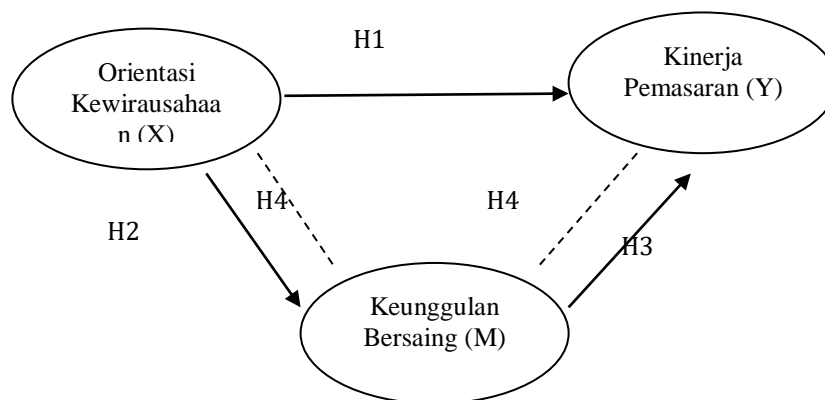 H1
Orientasi
Kewirausahaa
n (X)
Kinerja
Pemasaran (Y)
H2
H4
H4
H3
Keunggulan
Bersaing (M)